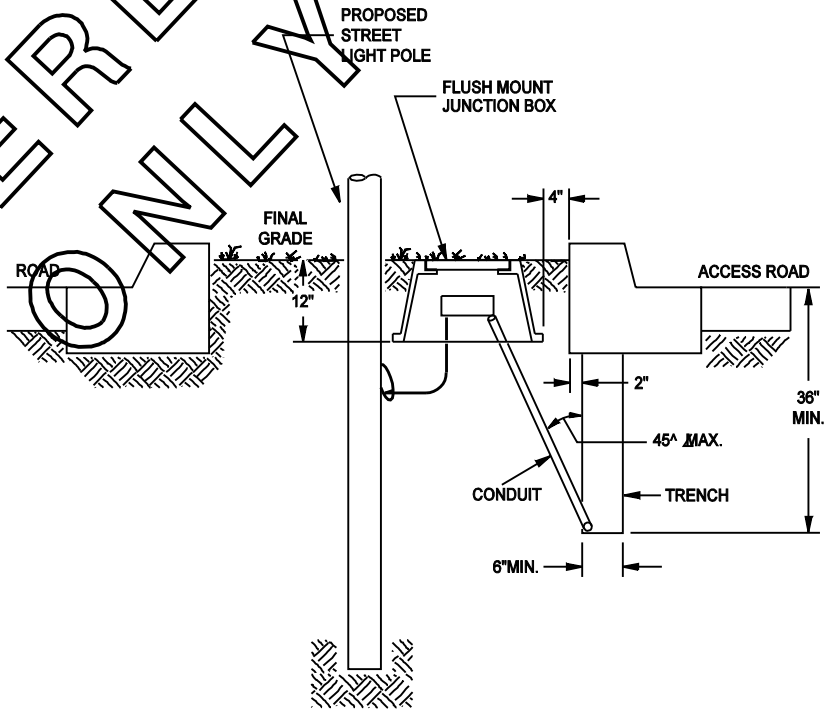 PROPOSED
STREET
LIGHT POLE
FLUSH MOUNT
JUNCTION BOX
4"
FINAL
GRADE
ROAD
ACCESS ROAD
12"
2"
36"
MIN.
45^ MAX.
CONDUIT
TRENCH
6"MIN.
ONLY